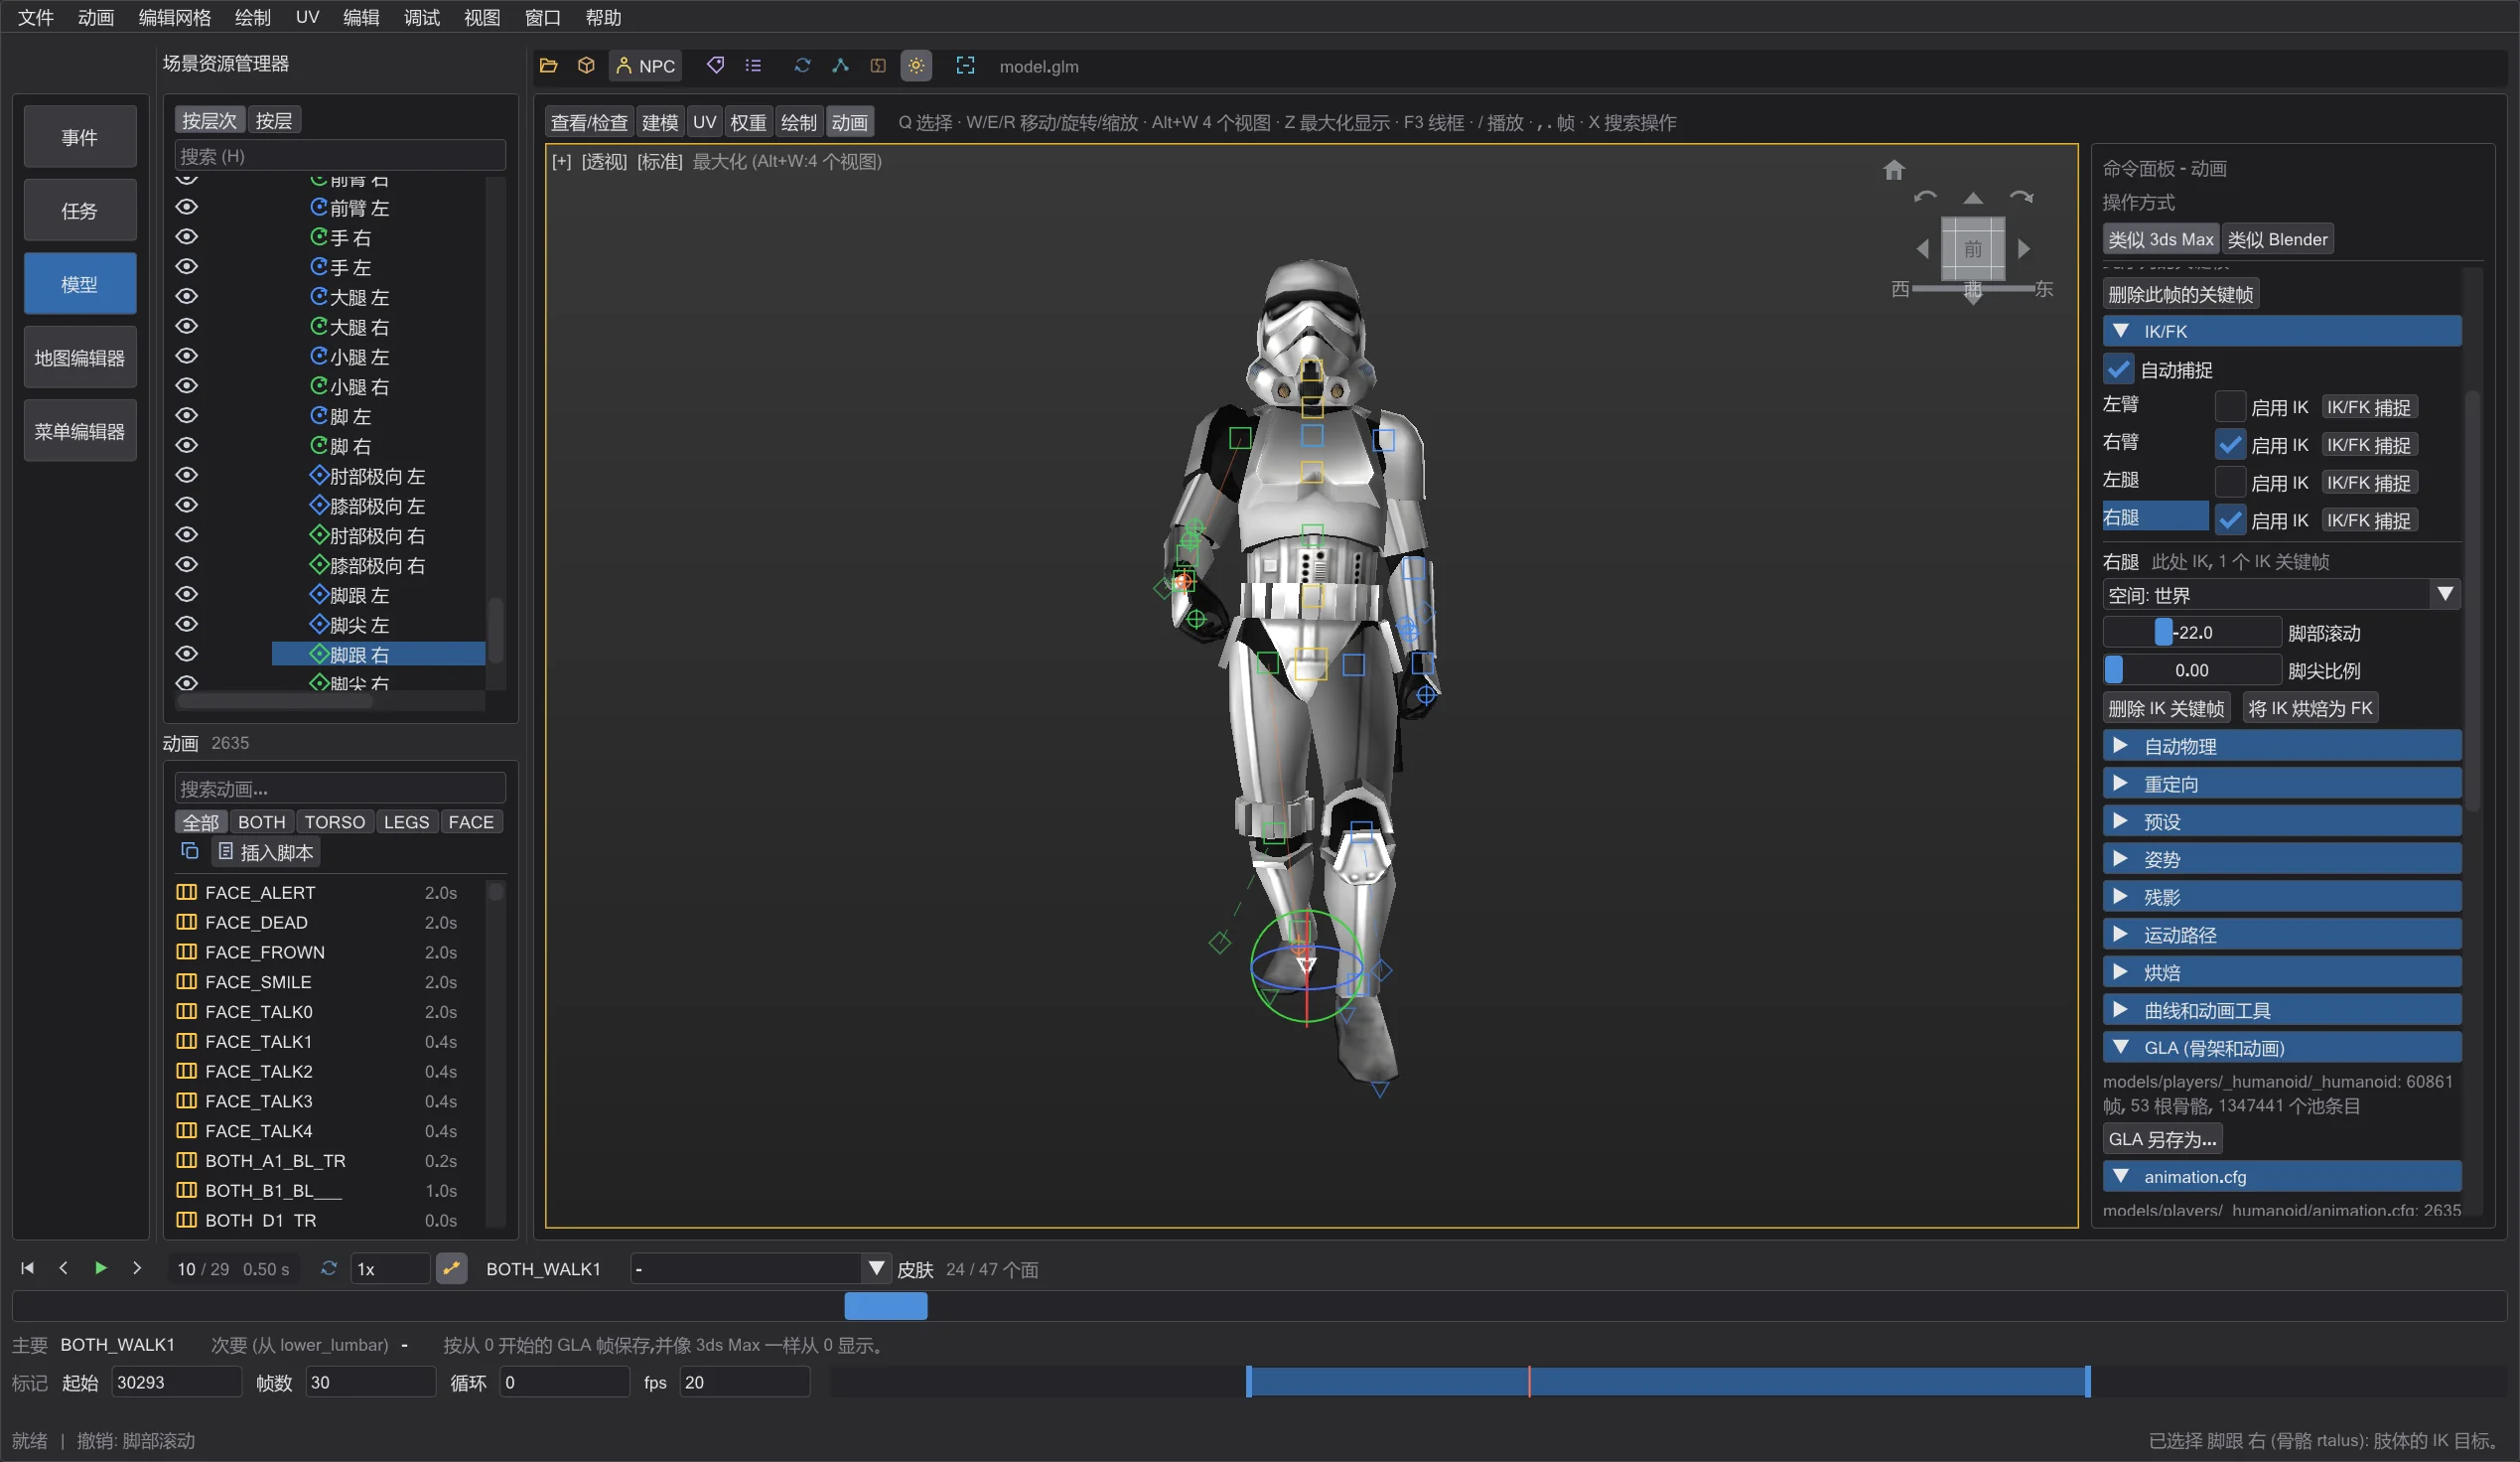 文件 动画 编辑网格 绘制 UV 编辑 调试 视图 窗口 帮助
场景资源管理器
NPC model.glm
事件
任务
模型
地图编辑器
菜单编辑器
按层次 按层
搜索 (H)
前臂 右
前臂 左
手 右
手 左
大腿 左
大腿 右
小腿 左
小腿 右
脚 左
脚 右
肘部极向 左
膝部极向 左
肘部极向 右
膝部极向 右
脚跟 左
脚尖 左
脚跟 右
脚尖 右
动画 2635
搜索动画...
全部 BOTH TORSO LEGS FACE
插入脚本
FACE_ALERT 2.0s
FACE_DEAD 2.0s
FACE_FROWN 2.0s
FACE_SMILE 2.0s
FACE_TALK0 2.0s
FACE_TALK1 0.4s
FACE_TALK2 0.4s
FACE_TALK3 0.4s
FACE_TALK4 0.4s
BOTH_A1_BL_TR 0.2s
BOTH_B1_BL___ 1.0s
BOTH_D1_TR 0.0s
查看/检查 建模 UV 权重 绘制 动画 Q 选择 · W/E/R 移动/旋转/缩放 · Alt+W 4 个视图 · Z 最大化显示 · F3 线框 · / 播放 · , . 帧 · X 搜索操作
[+] [透视] [标准] 最大化 (Alt+W:4 个视图)
前
西 北 东
命令面板 - 动画
操作方式
类似 3ds Max 类似 Blender
删除此帧的关键帧
IK/FK
自动捕捉
左臂 启用 IK IK/FK 捕捉
右臂 启用 IK IK/FK 捕捉
左腿 启用 IK IK/FK 捕捉
右腿 启用 IK IK/FK 捕捉
右腿 此处 IK, 1 个 IK 关键帧
空间: 世界
-22.0 脚部滚动
0.00 脚尖比例
删除 IK 关键帧 将 IK 烘焙为 FK
自动物理
重定向
预设
姿势
残影
运动路径
烘焙
曲线和动画工具
GLA (骨架和动画)
models/players/_humanoid/_humanoid: 60861
帧, 53 根骨骼, 1347441 个池条目
GLA 另存为...
animation.cfg
models/players/_humanoid/animation.cfg: 2635
10 / 29 0.50 s 1x BOTH_WALK1 - 皮肤 24 / 47 个面
主要 BOTH_WALK1 次要 (从 lower_lumbar) - 按从 0 开始的 GLA 帧保存,并像 3ds Max 一样从 0 显示。
标记 起始 30293 帧数 30 循环 0 fps 20
就绪 | 撤销: 脚部滚动
已选择 脚跟 右 (骨骼 rtalus): 肢体的 IK 目标。